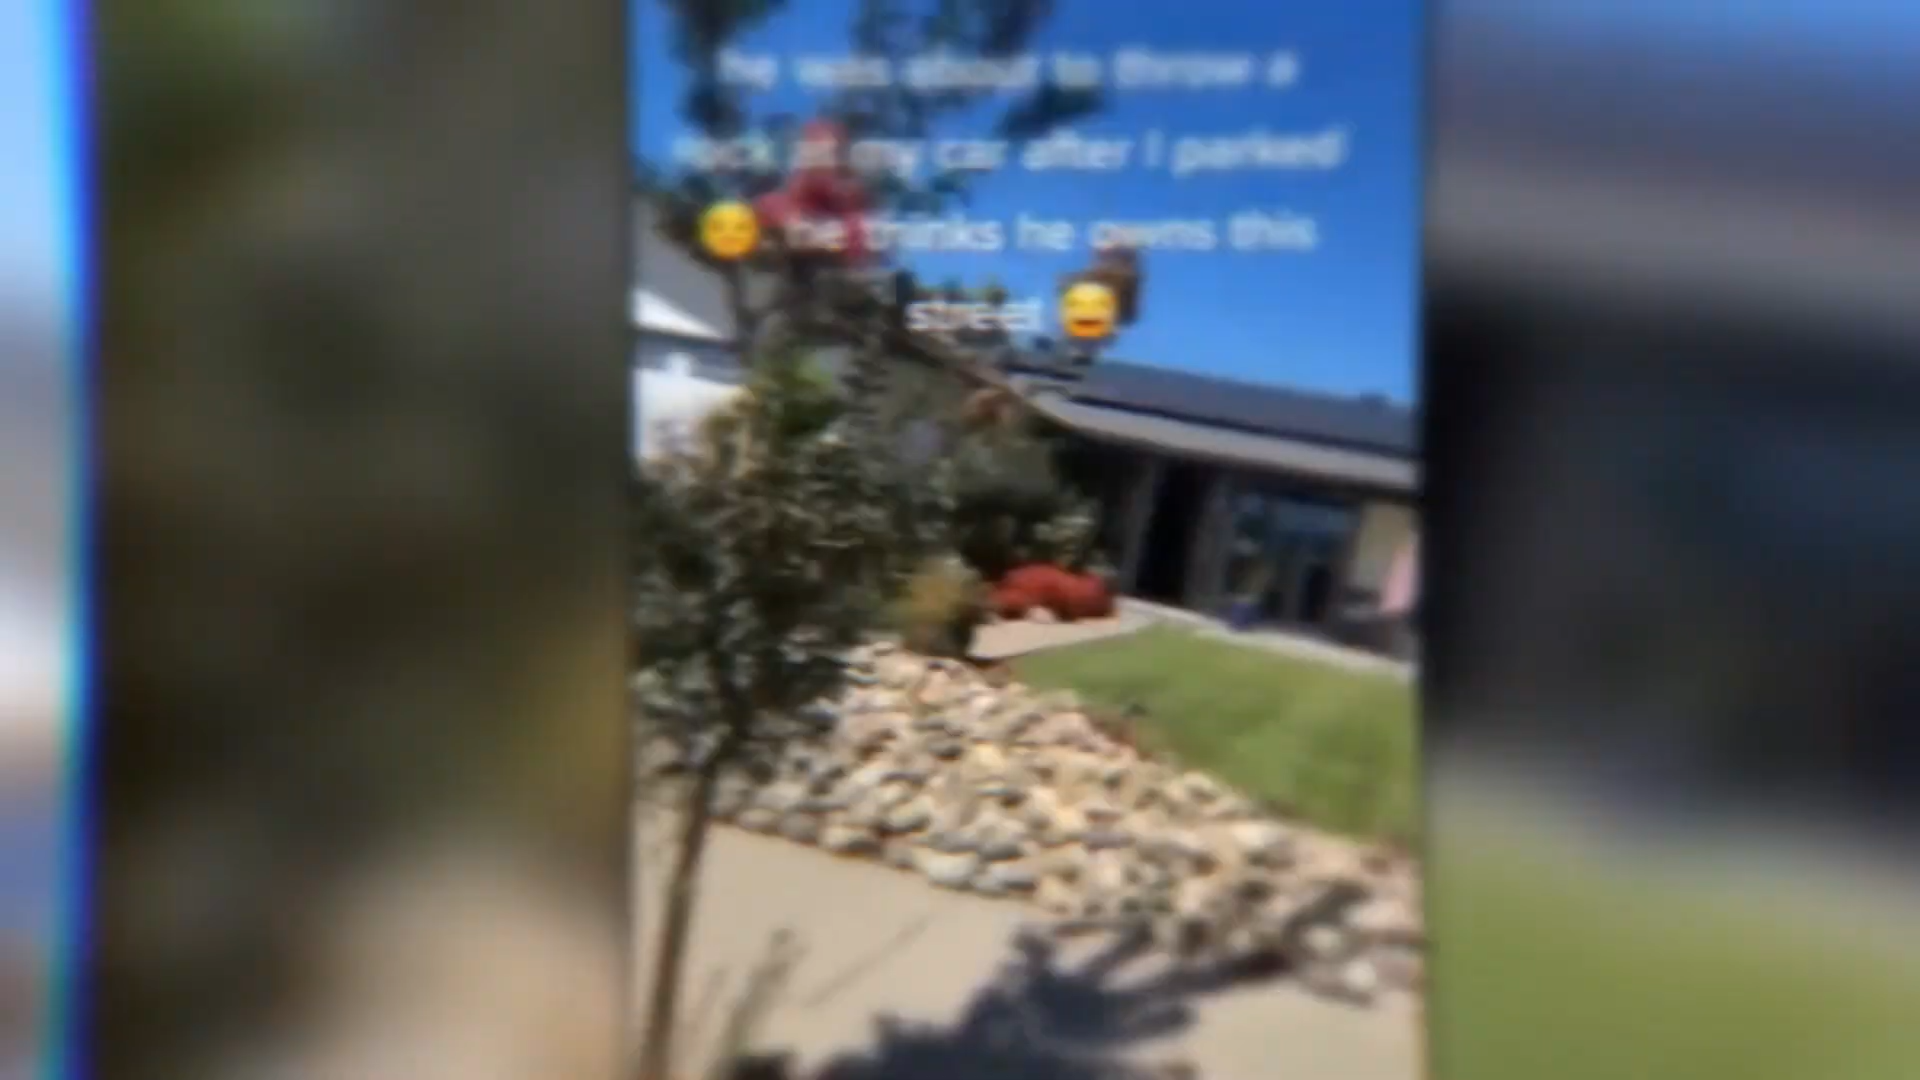 he was about to throw a
rock at my car after I parked
🙂. he thinks he owns this
street 😄